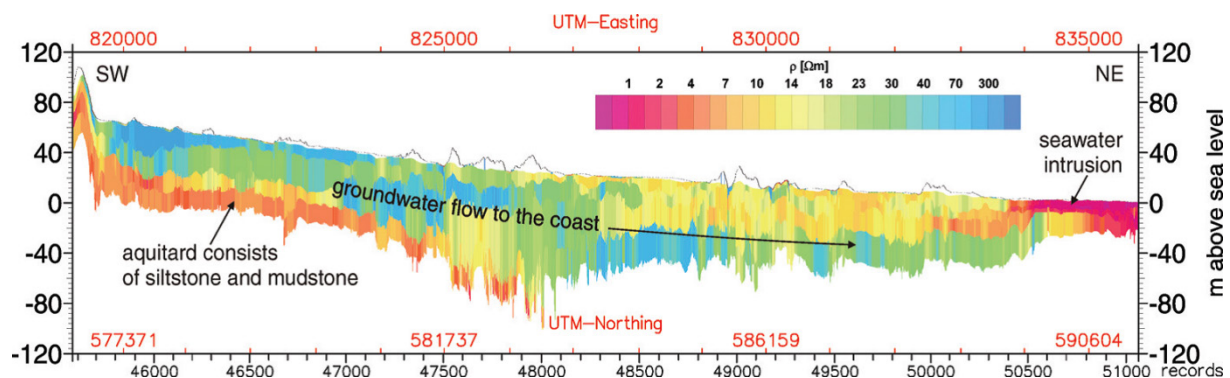 UTM–Easting
820000 825000 830000 835000
120 120
SW NE
ρ [Ωm]
1 2 4 7 10 14 18 23 30 40 70 300
80 80
seawater
intrusion
40 40
groundwater flow to the coast
0 0
aquitard consists
of siltstone and mudstone
-40 -40
-80 -80
m above sea level
UTM–Northing
577371 581737 586159 590604
-120 -120
46000 46500 47000 47500 48000 48500 49000 49500 50000 50500 51000 records